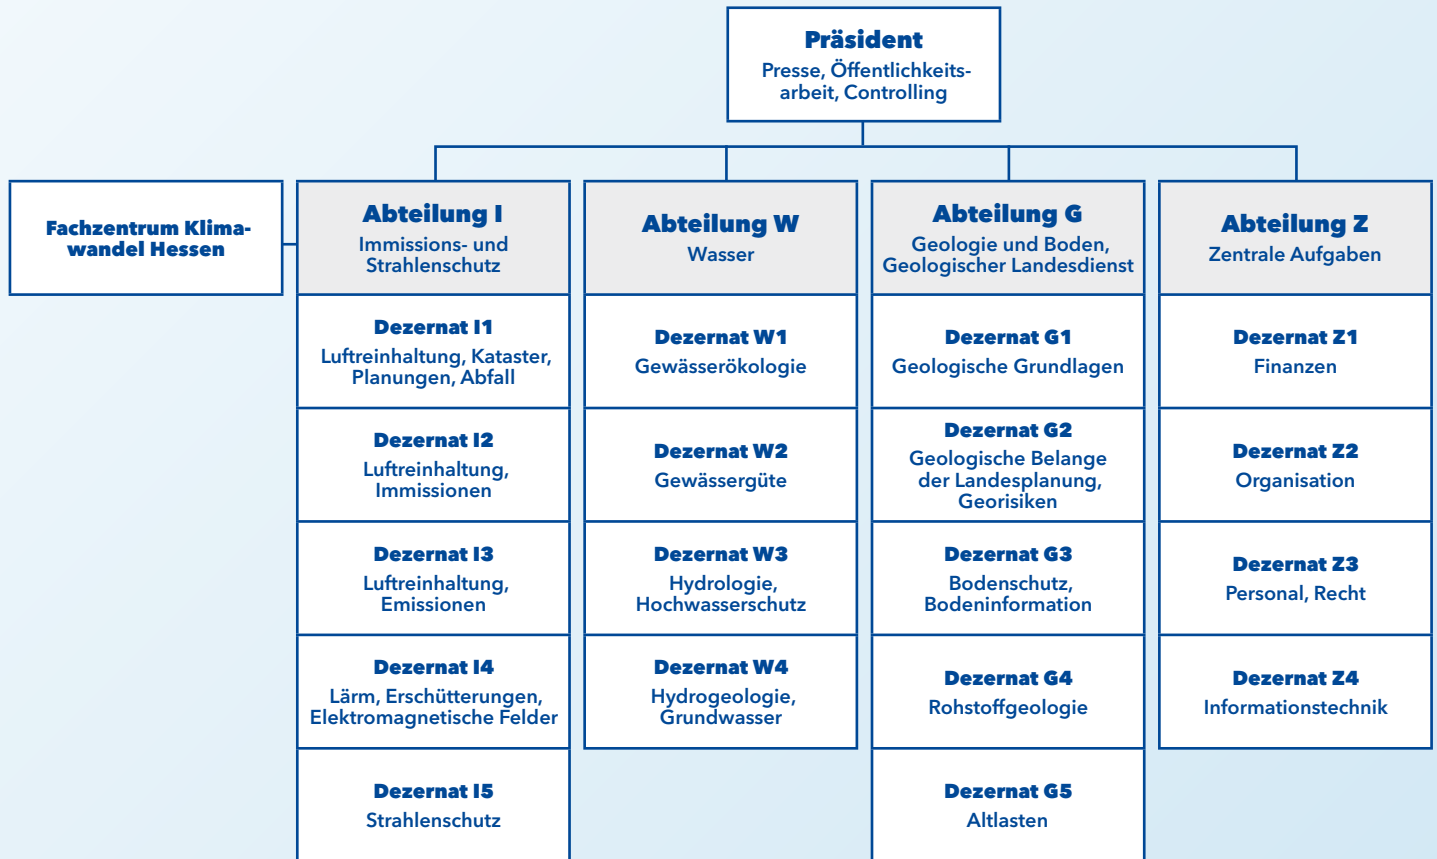 Präsident
Presse, Öffentlichkeits-
arbeit, Controlling
Fachzentrum Klima-
wandel Hessen
Abteilung I
Immissions- und
Strahlenschutz
Dezernat I1
Luftreinhaltung, Kataster,
Planungen, Abfall
Dezernat I2
Luftreinhaltung,
Immissionen
Dezernat I3
Luftreinhaltung,
Emissionen
Dezernat I4
Lärm, Erschütterungen,
Elektromagnetische Felder
Dezernat I5
Strahlenschutz
Abteilung W
Wasser
Dezernat W1
Gewässerökologie
Dezernat W2
Gewässergüte
Dezernat W3
Hydrologie,
Hochwasserschutz
Dezernat W4
Hydrogeologie,
Grundwasser
Abteilung G
Geologie und Boden,
Geologischer Landesdienst
Dezernat G1
Geologische Grundlagen
Dezernat G2
Geologische Belange
der Landesplanung,
Georisiken
Dezernat G3
Bodenschutz,
Bodeninformation
Dezernat G4
Rohstoffgeologie
Dezernat G5
Altlasten
Abteilung Z
Zentrale Aufgaben
Dezernat Z1
Finanzen
Dezernat Z2
Organisation
Dezernat Z3
Personal, Recht
Dezernat Z4
Informationstechnik